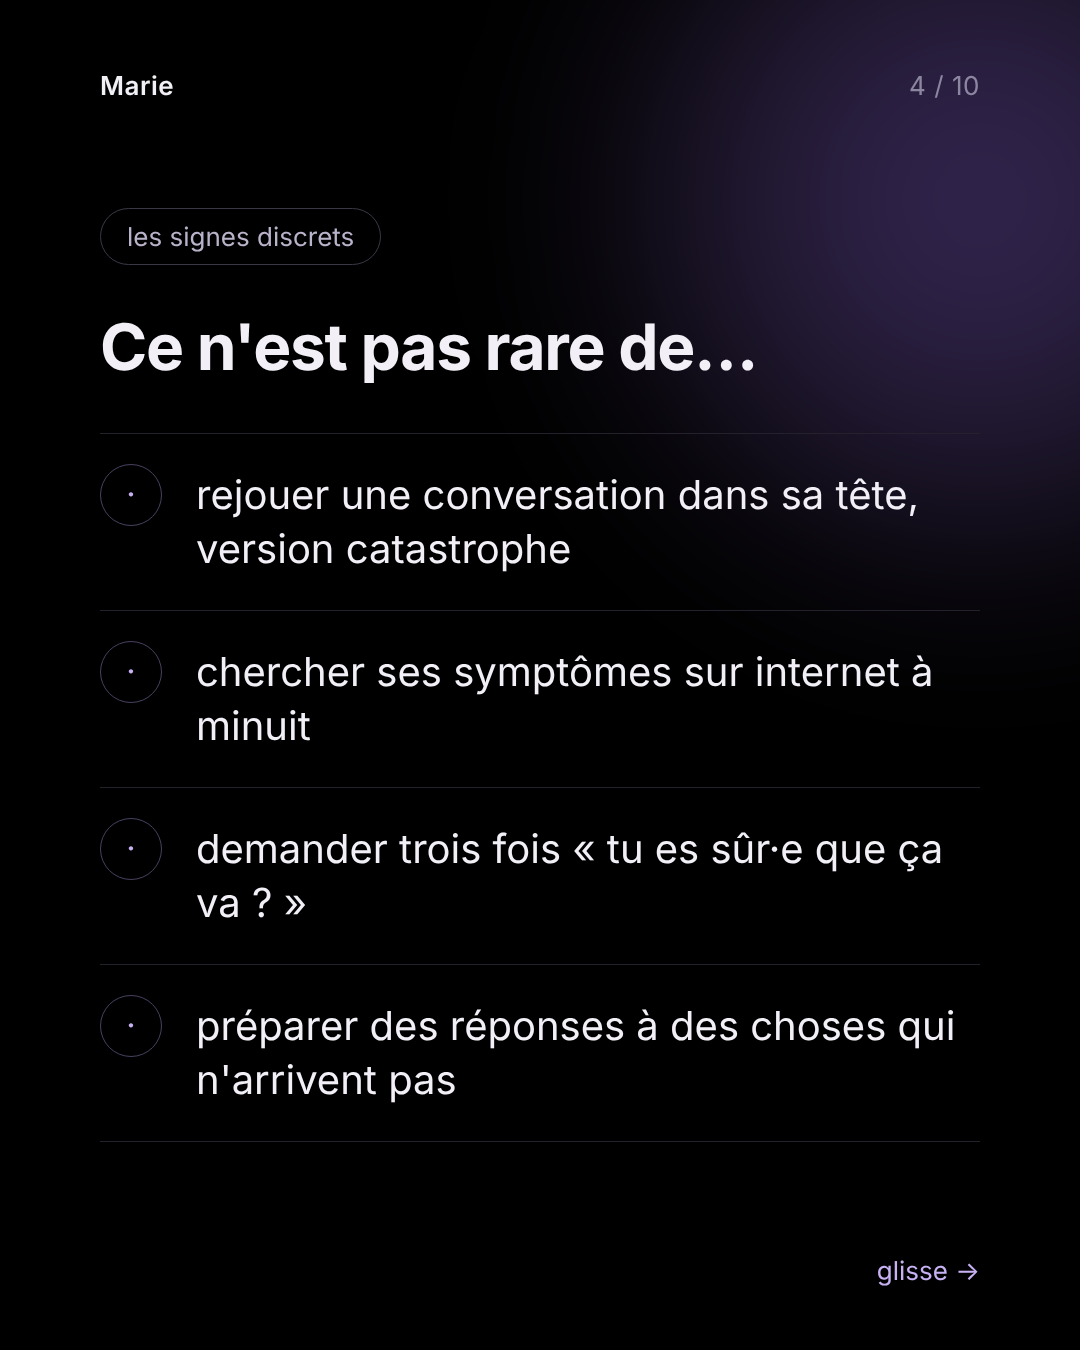 Marie
4 / 10
les signes discrets
Ce n'est pas rare de…
rejouer une conversation dans sa tête,
version catastrophe
chercher ses symptômes sur internet à
minuit
demander trois fois « tu es sûr·e que ça
va ? »
préparer des réponses à des choses qui
n'arrivent pas
glisse →